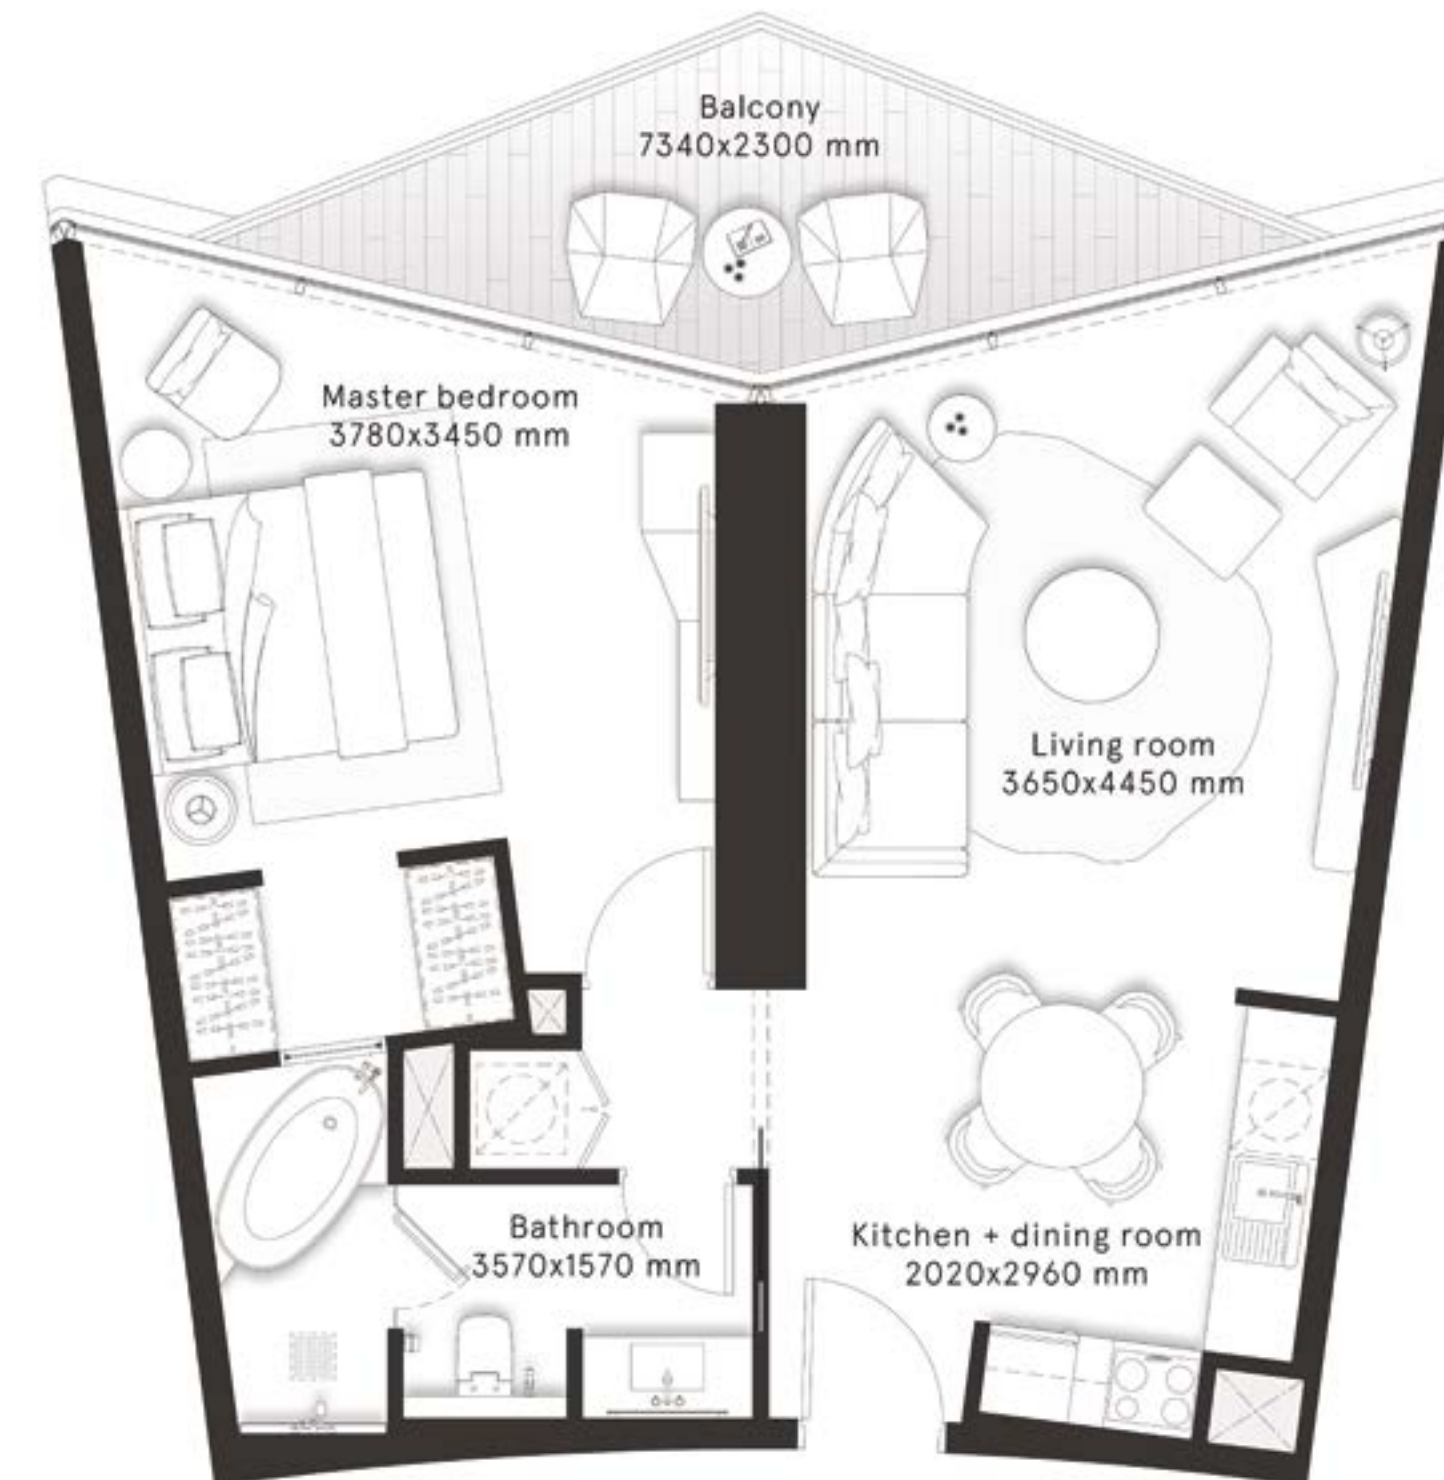 Balcony
7340x2300 mm
Master bedroom
3780x3450 mm
Living room
3650x4450 mm
Bathroom
3570x1570 mm
Kitchen + dining room
2020x2960 mm